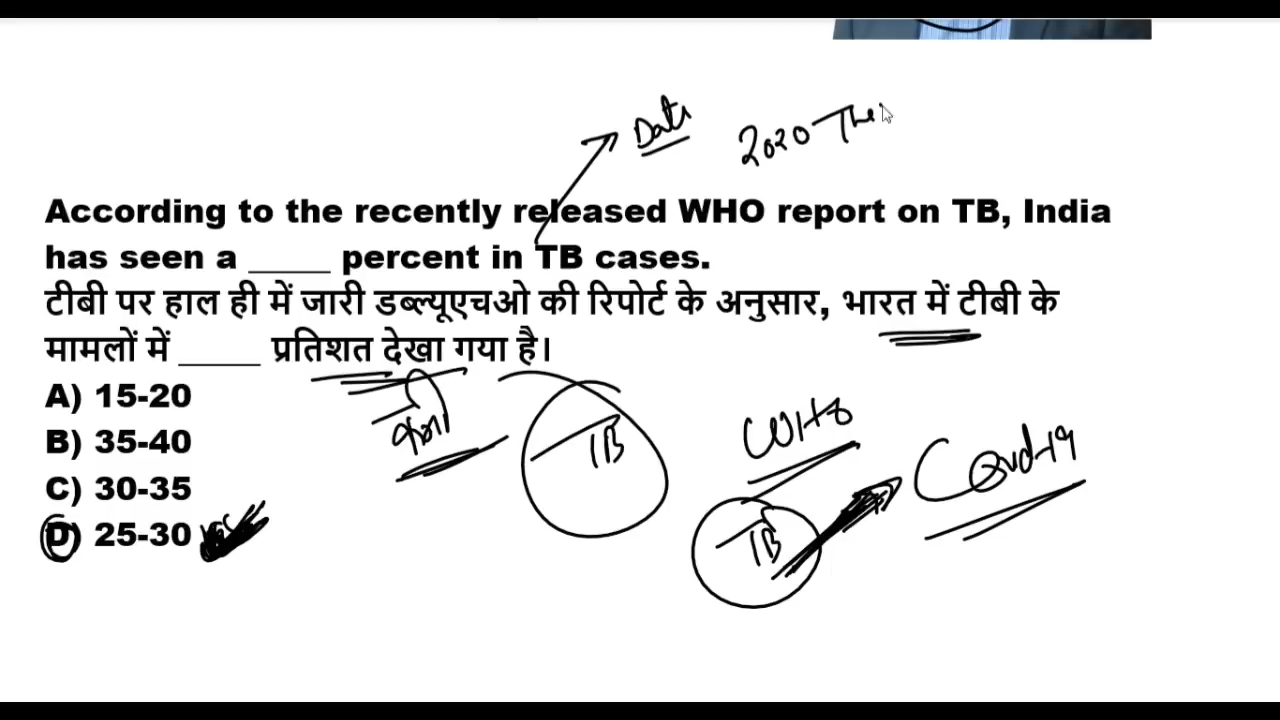 Data
2020 The
According to the recently released WHO report on TB, India
has seen a _____ percent in TB cases.
टीबी पर हाल ही में जारी डब्ल्यूएचओ की रिपोर्ट के अनुसार, भारत में टीबी के
मामलों में _____ प्रतिशत देखा गया है।
A) 15-20
B) 35-40
C) 30-35
D) 25-30
कमी
TB
WHO
TB
Covid-19